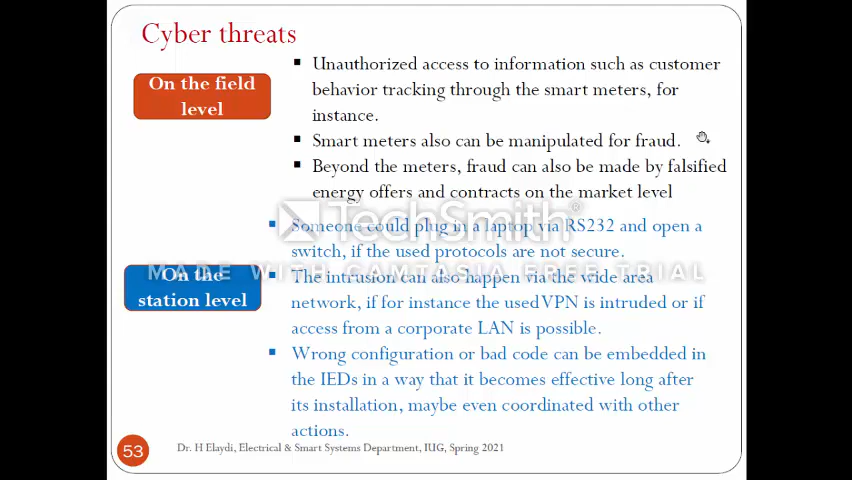 Cyber threats
On the field
level
▪ Unauthorized access to information such as customer
behavior tracking through the smart meters, for
instance.
▪ Smart meters also can be manipulated for fraud.
▪ Beyond the meters, fraud can also be made by falsified
energy offers and contracts on the market level
TechSmith®
MADE WITH CAMTASIA FREE TRIAL
On the
station level
▪ Someone could plug in a laptop via RS232 and open a
switch, if the used protocols are not secure.
▪ The intrusion can also happen via the wide area
network, if for instance the used VPN is intruded or if
access from a corporate LAN is possible.
▪ Wrong configuration or bad code can be embedded in
the IEDs in a way that it becomes effective long after
its installation, maybe even coordinated with other
actions.
53
Dr. H Elaydi, Electrical & Smart Systems Department, IUG, Spring 2021